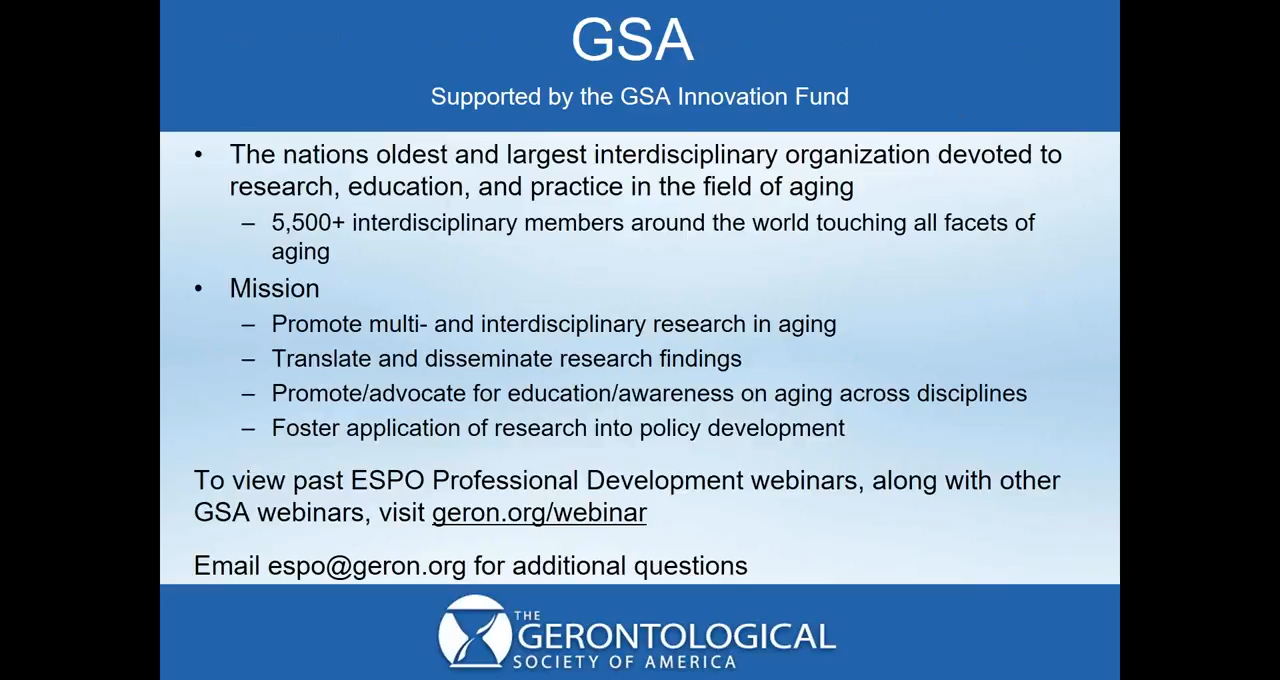 GSA
Supported by the GSA Innovation Fund
• The nations oldest and largest interdisciplinary organization devoted to
research, education, and practice in the field of aging
– 5,500+ interdisciplinary members around the world touching all facets of
aging
• Mission
– Promote multi- and interdisciplinary research in aging
– Translate and disseminate research findings
– Promote/advocate for education/awareness on aging across disciplines
– Foster application of research into policy development
To view past ESPO Professional Development webinars, along with other
GSA webinars, visit geron.org/webinar
Email espo@geron.org for additional questions
THE
GERONTOLOGICAL
SOCIETY OF AMERICA